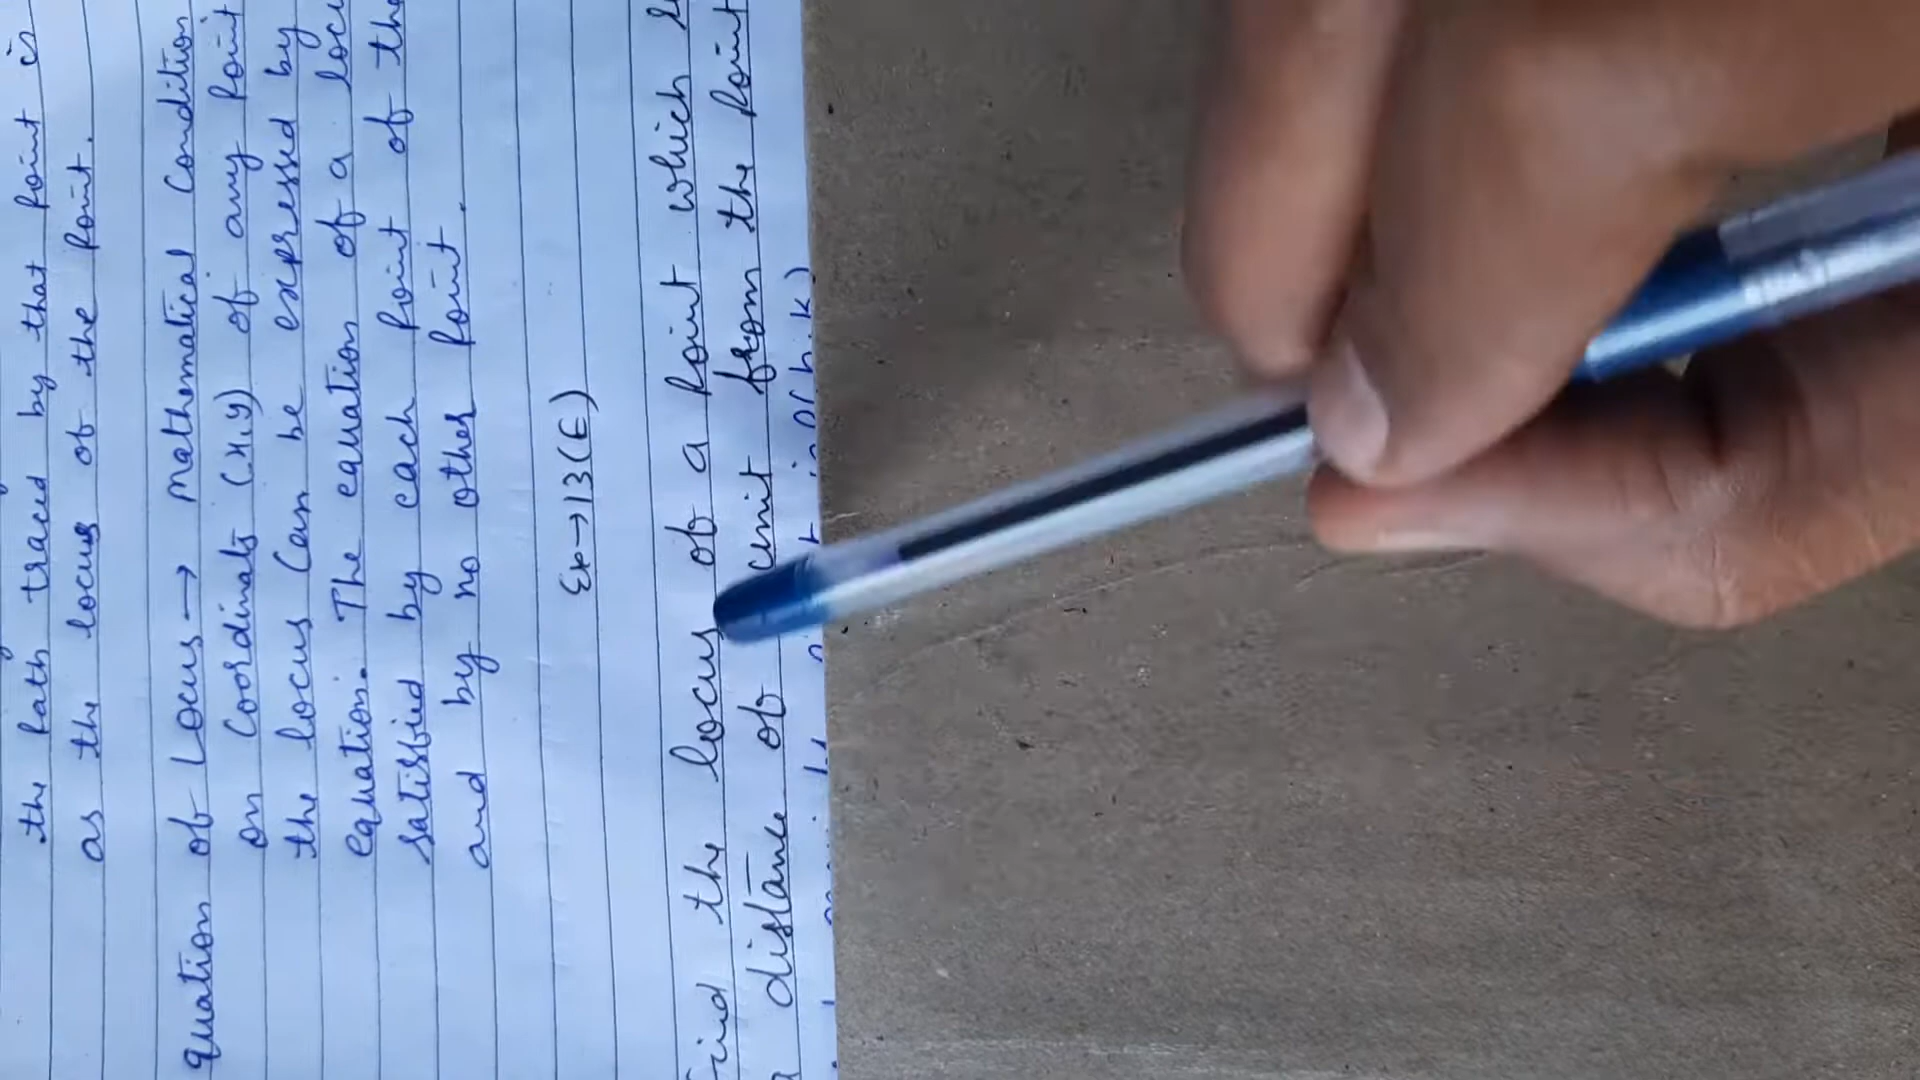 the path traced by that point is
as the locus of the point.
quation of Locus → Mathematical Condition
on Coordinats (x,y) of any point
the locus Can be expressed by
equation. The equation of a locu
satisfied by each point of the
and by no other point.
Ex → 13(E)
the locus of a point which
distance of unit from the point